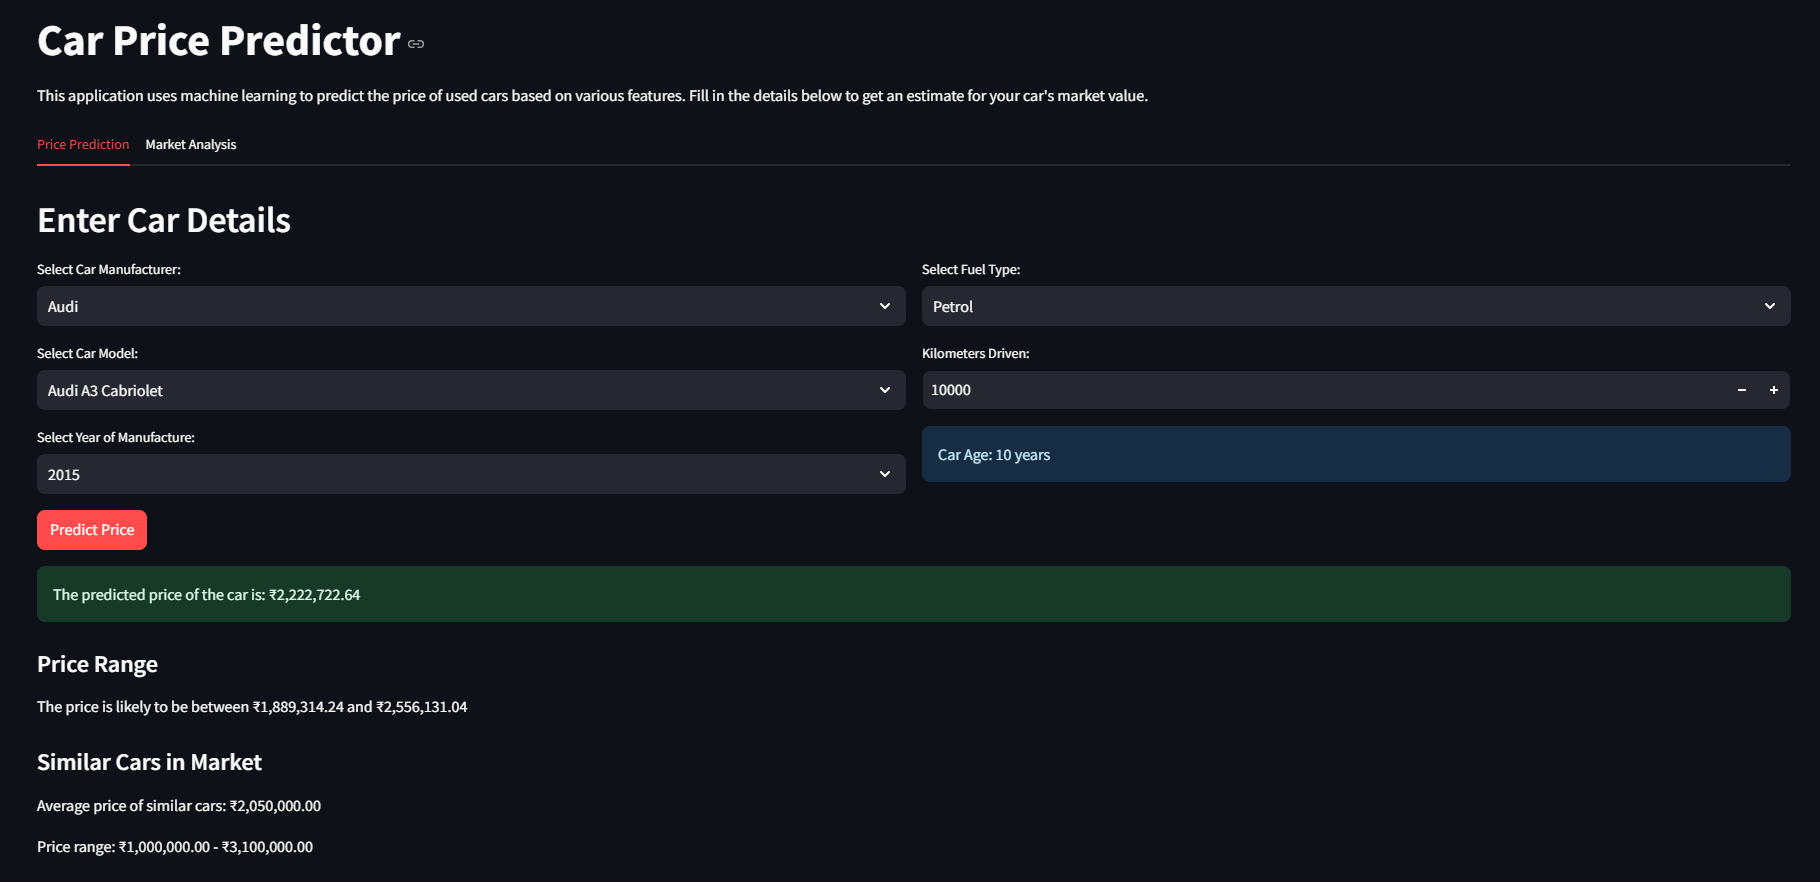 Car Price Predictor
This application uses machine learning to predict the price of used cars based on various features. Fill in the details below to get an estimate for your car's market value.
Price Prediction Market Analysis
Enter Car Details
Select Car Manufacturer:
Audi
Select Car Model:
Audi A3 Cabriolet
Select Year of Manufacture:
2015
Select Fuel Type:
Petrol
Kilometers Driven:
10000
Car Age: 10 years
Predict Price
The predicted price of the car is: ₹2,222,722.64
Price Range
The price is likely to be between ₹1,889,314.24 and ₹2,556,131.04
Similar Cars in Market
Average price of similar cars: ₹2,050,000.00
Price range: ₹1,000,000.00 - ₹3,100,000.00